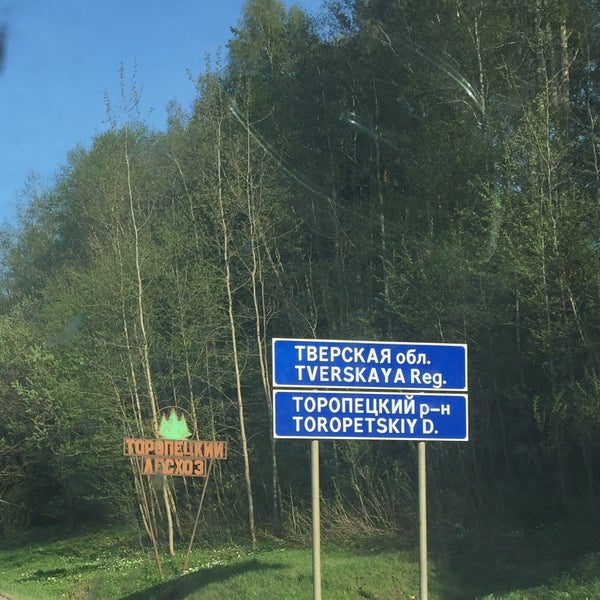 ТВЕРСКАЯ обл.
TVERSKAYA Reg.
ТОРОПЕЦКИЙ р-н
TOROPETSKIY D.
ТОРОПЕЦКИЙ
ЛЕСХОЗ